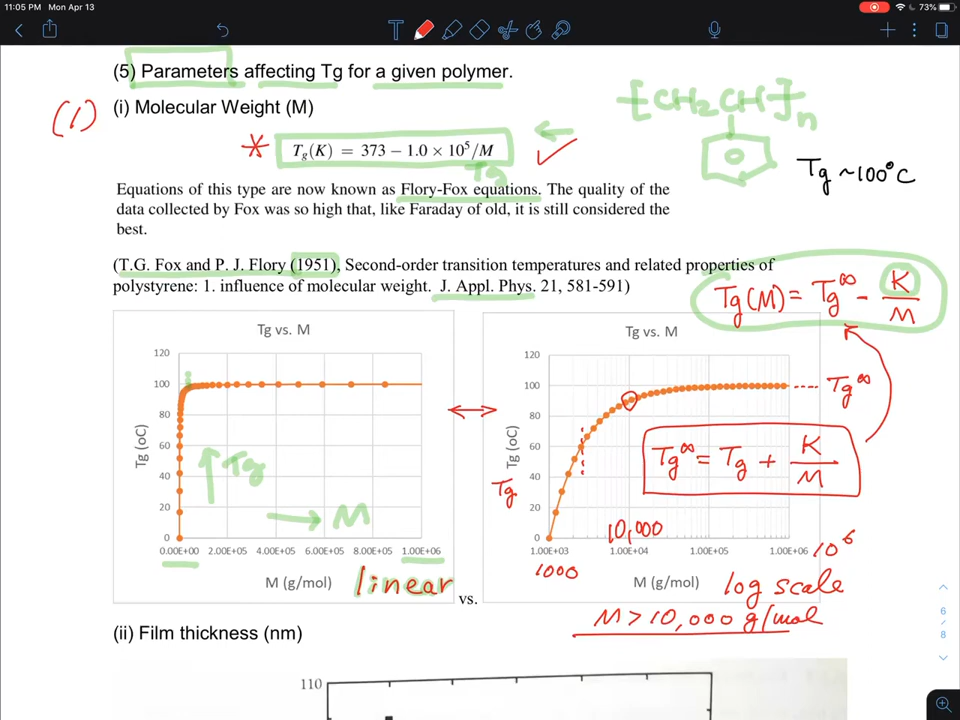 11:05 PM Mon Apr 13
73%
(5) Parameters affecting Tg for a given polymer.
(1)
(i) Molecular Weight (M)
[CH2CH]n
* Tg(K) = 373 − 1.0 × 10⁵/M
Tg
Tg ~100°C
Equations of this type are now known as Flory-Fox equations. The quality of the
data collected by Fox was so high that, like Faraday of old, it is still considered the
best.
(T.G. Fox and P. J. Flory (1951), Second-order transition temperatures and related properties of
polystyrene: 1. influence of molecular weight. J. Appl. Phys. 21, 581-591)
Tg(M) = Tg∞ - K/M
Tg vs. M
120
100
80
60
40
20
0
Tg (oC)
0.00E+00 2.00E+05 4.00E+05 6.00E+05 8.00E+05 1.00E+06
M (g/mol)
Tg
M
linear
vs.
Tg vs. M
120
100
80
60
40
20
0
Tg (oC)
Tg
Tg∞
Tg∞ = Tg + K/M
10,000
1.00E+03 1.00E+04 1.00E+05 1.00E+06
10⁶
1000
M (g/mol)
log scale
M > 10,000 g/mol
(ii) Film thickness (nm)
110
6
/
8